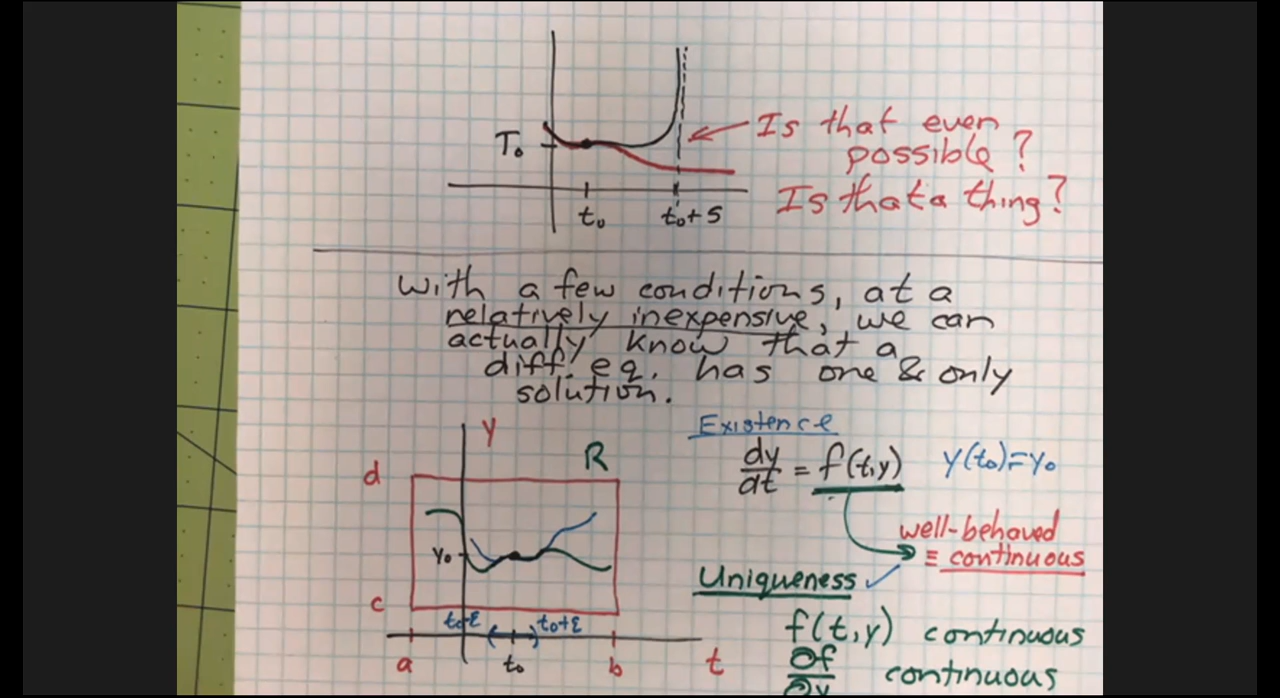 T₀
Is that even
possible?
Is that a thing?
t₀
t₀+s
With a few conditions, at a
relatively inexpensive, we can
actually know that a
diff. eq. has one & only
solution.
Existence
y
R
d
dy/dt = f(t,y)
y(t₀)=y₀
well-behaved
≡ continuous
y₀
Uniqueness
c
t₀-ε
t₀+ε
f(t,y) continuous
a
t₀
b
t
∂f/∂y continuous